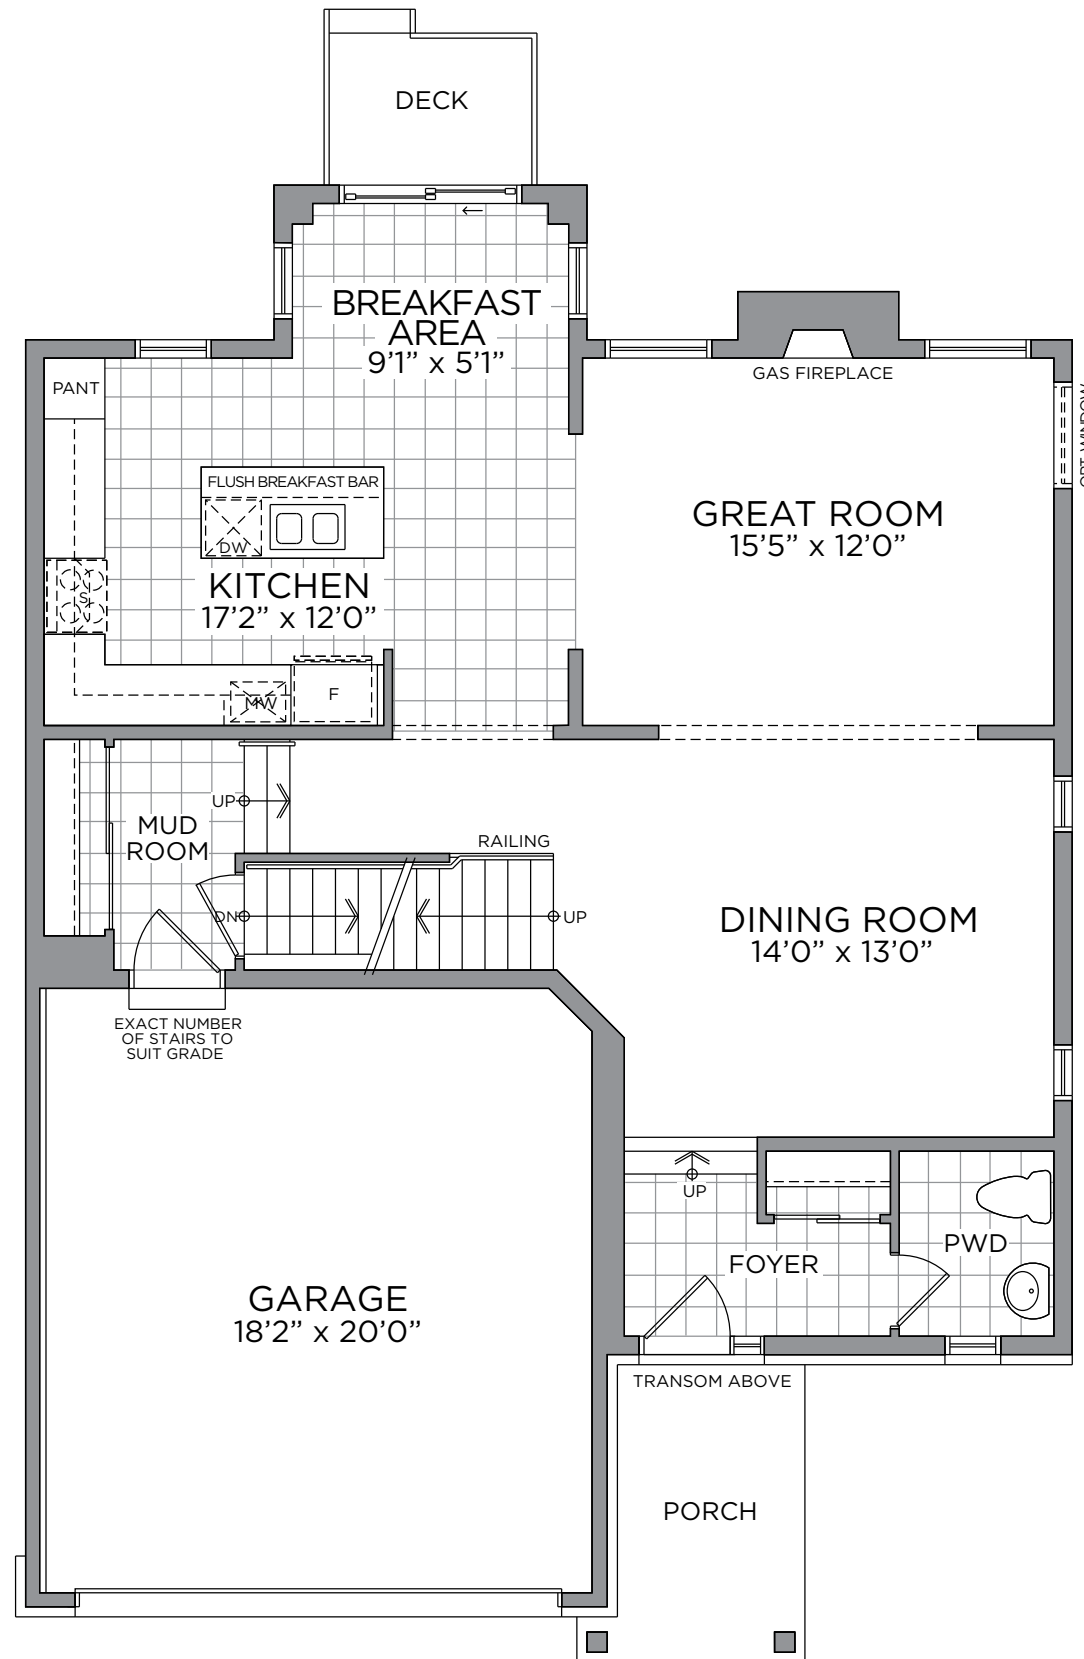 DECK
BREAKFAST
AREA
9'1" x 5'1"
PANT
GAS FIREPLACE
OPT. WINDOW
FLUSH BREAKFAST BAR
DW
GREAT ROOM
15'5" x 12'0"
S
KITCHEN
17'2" x 12'0"
MW
F
UP
MUD
ROOM
RAILING
DN
UP
DINING ROOM
14'0" x 13'0"
EXACT NUMBER
OF STAIRS TO
SUIT GRADE
UP
FOYER
PWD
GARAGE
18'2" x 20'0"
TRANSOM ABOVE
PORCH